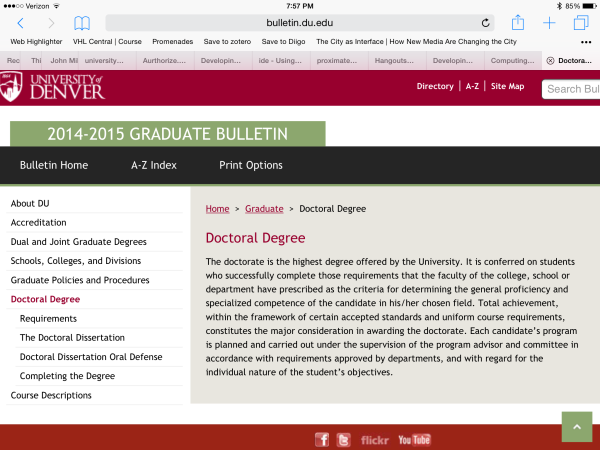 Verizon 7:57 PM 85%
bulletin.du.edu
Web Highlighter VHL Central | Course Promenades Save to zotero Save to Diigo The City as Interface | How New Media Are Changing the City
Rec Thi John Mil university... Aurthorize.... Developin... ide - Using... proximate... Hangouts... Developin... Computing... Doctora...
UNIVERSITY of
DENVER
Directory | A-Z | Site Map
Search Bul
2014-2015 GRADUATE BULLETIN
Bulletin Home A-Z Index Print Options
About DU
Accreditation
Dual and Joint Graduate Degrees
Schools, Colleges, and Divisions
Graduate Policies and Procedures
Doctoral Degree
Requirements
The Doctoral Dissertation
Doctoral Dissertation Oral Defense
Completing the Degree
Course Descriptions
Home > Graduate > Doctoral Degree
Doctoral Degree
The doctorate is the highest degree offered by the University. It is conferred on students
who successfully complete those requirements that the faculty of the college, school or
department have prescribed as the criteria for determining the general proficiency and
specialized competence of the candidate in his/her chosen field. Total achievement,
within the framework of certain accepted standards and uniform course requirements,
constitutes the major consideration in awarding the doctorate. Each candidate's program
is planned and carried out under the supervision of the program advisor and committee in
accordance with requirements approved by departments, and with regard for the
individual nature of the student's objectives.
flickr YouTube